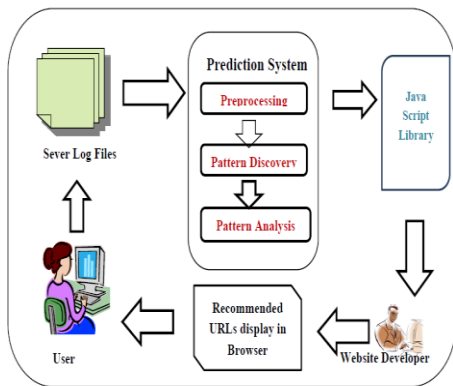 Prediction System
Preprocessing
Pattern Discovery
Pattern Analysis
Sever Log Files
Java
Script
Library
User
Recommended
URLs display in
Browser
Website Developer